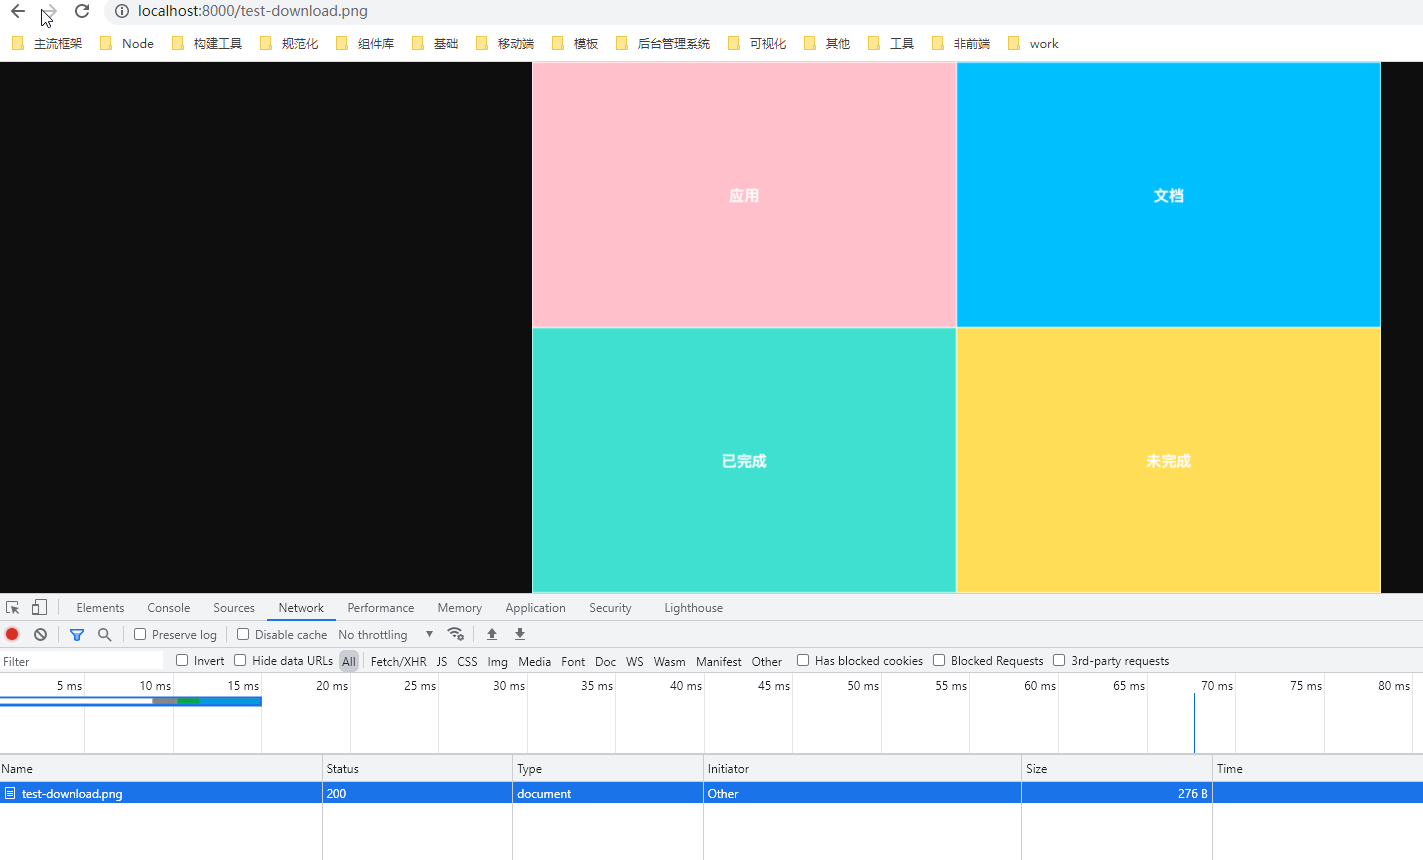 localhost:8000/test-download.png
主流框架 Node 构建工具 规范化 组件库 基础 移动端 模板 后台管理系统 可视化 其他 工具 非前端 work
应用 文档
已完成 未完成
Elements Console Sources Network Performance Memory Application Security Lighthouse
Preserve log Disable cache No throttling
Filter Invert Hide data URLs All Fetch/XHR JS CSS Img Media Font Doc WS Wasm Manifest Other Has blocked cookies Blocked Requests 3rd-party requests
5 ms 10 ms 15 ms 20 ms 25 ms 30 ms 35 ms 40 ms 45 ms 50 ms 55 ms 60 ms 65 ms 70 ms 75 ms 80 ms
Name Status Type Initiator Size Time
test-download.png 200 document Other 276 B